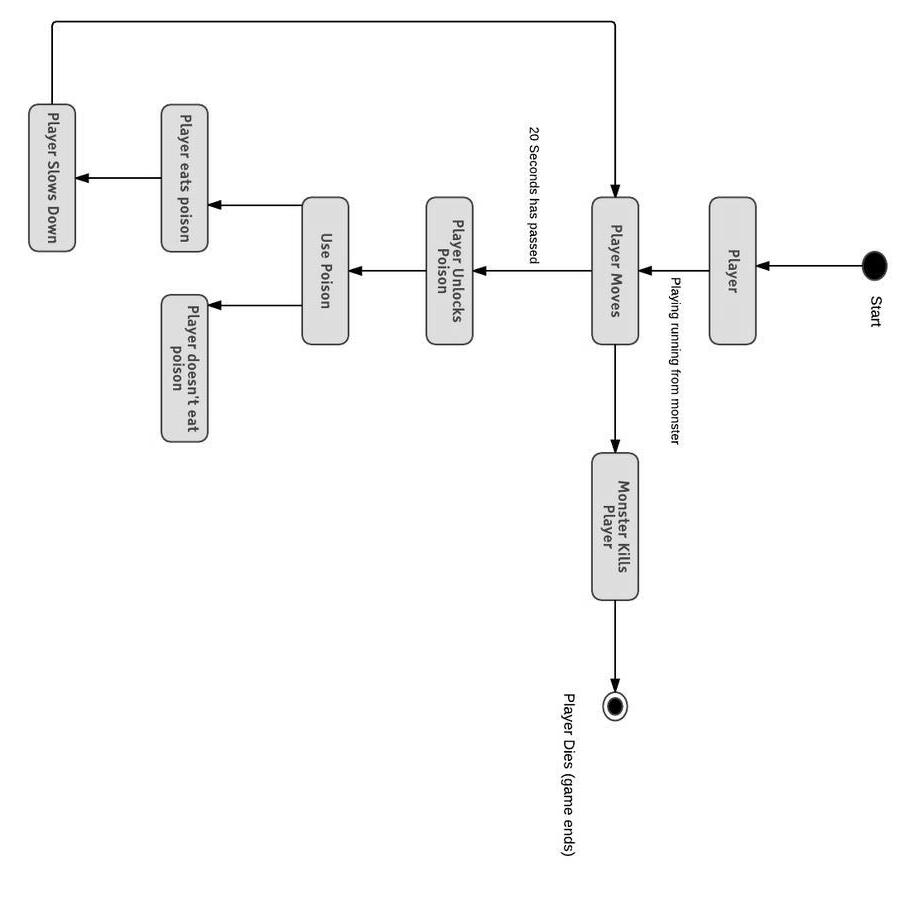 Start
Player
Playing running from monster
Player Moves
20 Seconds has passed
Player Unlocks
Poison
Use Poison
Player eats poison
Player Slows Down
Player doesn't eat
poison
Monster Kills
Player
Player Dies (game ends)